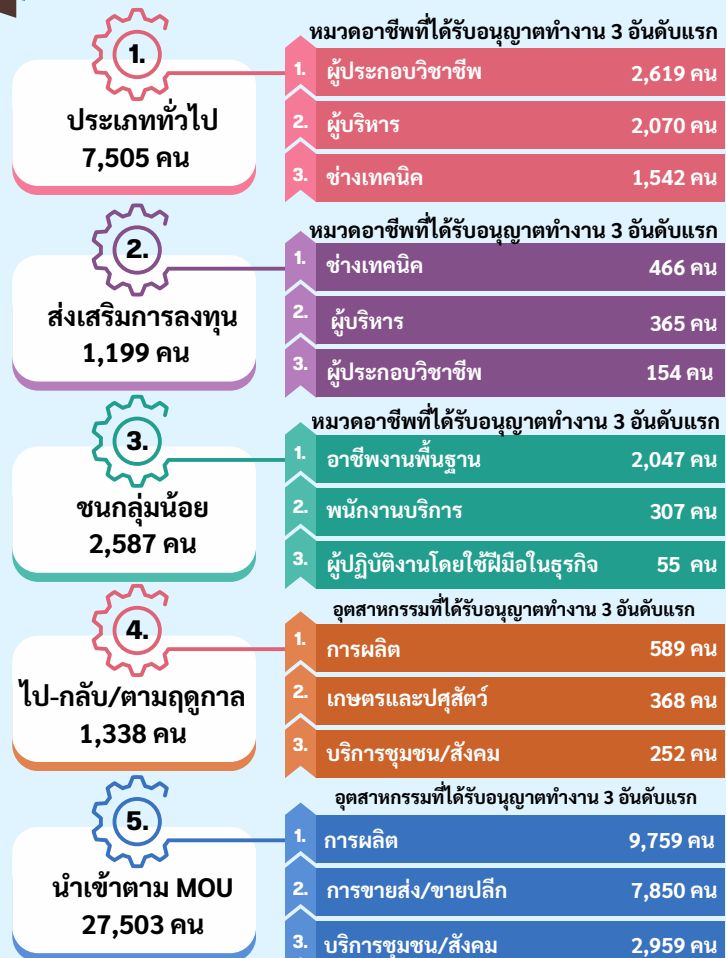 1.
ประเภททั่วไป
7,505 คน
หมวดอาชีพที่ได้รับอนุญาตทำงาน 3 อันดับแรก
1. ผู้ประกอบวิชาชีพ 2,619 คน
2. ผู้บริหาร 2,070 คน
3. ช่างเทคนิค 1,542 คน
2.
ส่งเสริมการลงทุน
1,199 คน
หมวดอาชีพที่ได้รับอนุญาตทำงาน 3 อันดับแรก
1. ช่างเทคนิค 466 คน
2. ผู้บริหาร 365 คน
3. ผู้ประกอบวิชาชีพ 154 คน
3.
ชนกลุ่มน้อย
2,587 คน
หมวดอาชีพที่ได้รับอนุญาตทำงาน 3 อันดับแรก
1. อาชีพงานพื้นฐาน 2,047 คน
2. พนักงานบริการ 307 คน
3. ผู้ปฏิบัติงานโดยใช้ฝีมือในธุรกิจ 55 คน
4.
ไป-กลับ/ตามฤดูกาล
1,338 คน
อุตสาหกรรมที่ได้รับอนุญาตทำงาน 3 อันดับแรก
1. การผลิต 589 คน
2. เกษตรและปศุสัตว์ 368 คน
3. บริการชุมชน/สังคม 252 คน
5.
นำเข้าตาม MOU
27,503 คน
อุตสาหกรรมที่ได้รับอนุญาตทำงาน 3 อันดับแรก
1. การผลิต 9,759 คน
2. การขายส่ง/ขายปลีก 7,850 คน
3. บริการชุมชน/สังคม 2,959 คน